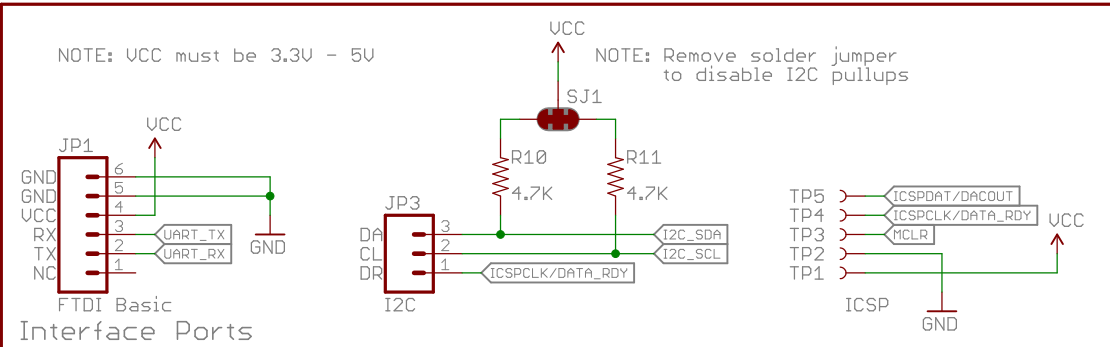 NOTE: VCC must be 3.3V - 5V
VCC
NOTE: Remove solder jumper
to disable I2C pullups
SJ1
VCC
JP1
GND 6
GND 5
VCC 4
RX 3 UART_TX
TX 2 UART_RX
NC 1
FTDI Basic
GND
R10
4.7K
R11
4.7K
JP3
DA 3 I2C_SDA
CL 2 I2C_SCL
DR 1 ICSPCLK/DATA_RDY
I2C
TP5 ICSPDAT/DACOUT
TP4 ICSPCLK/DATA_RDY
TP3 MCLR
TP2
TP1
VCC
ICSP
GND
Interface Ports